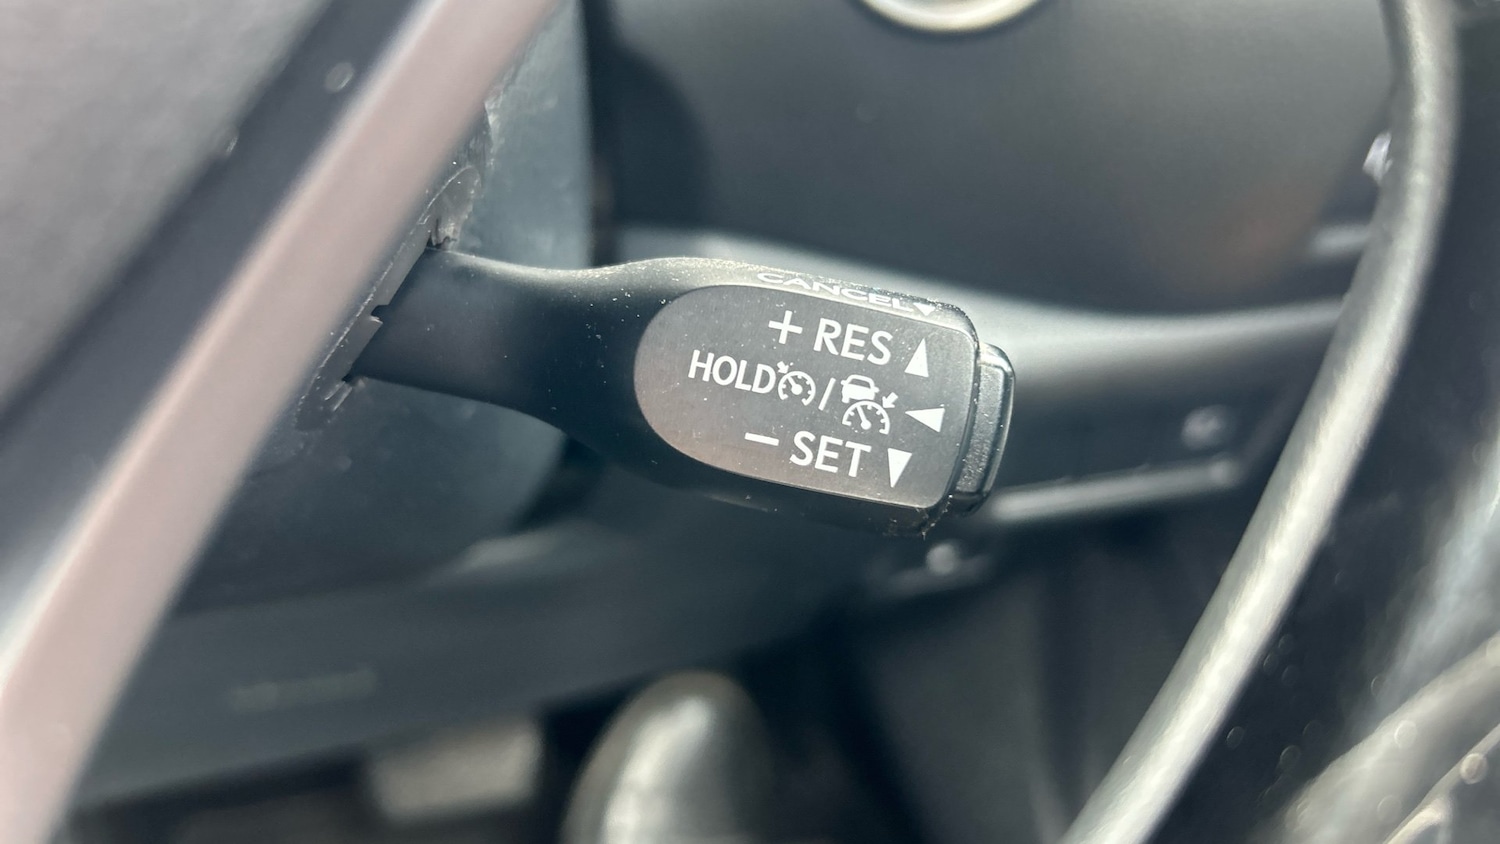 CANCEL
+ RES
HOLD /
− SET